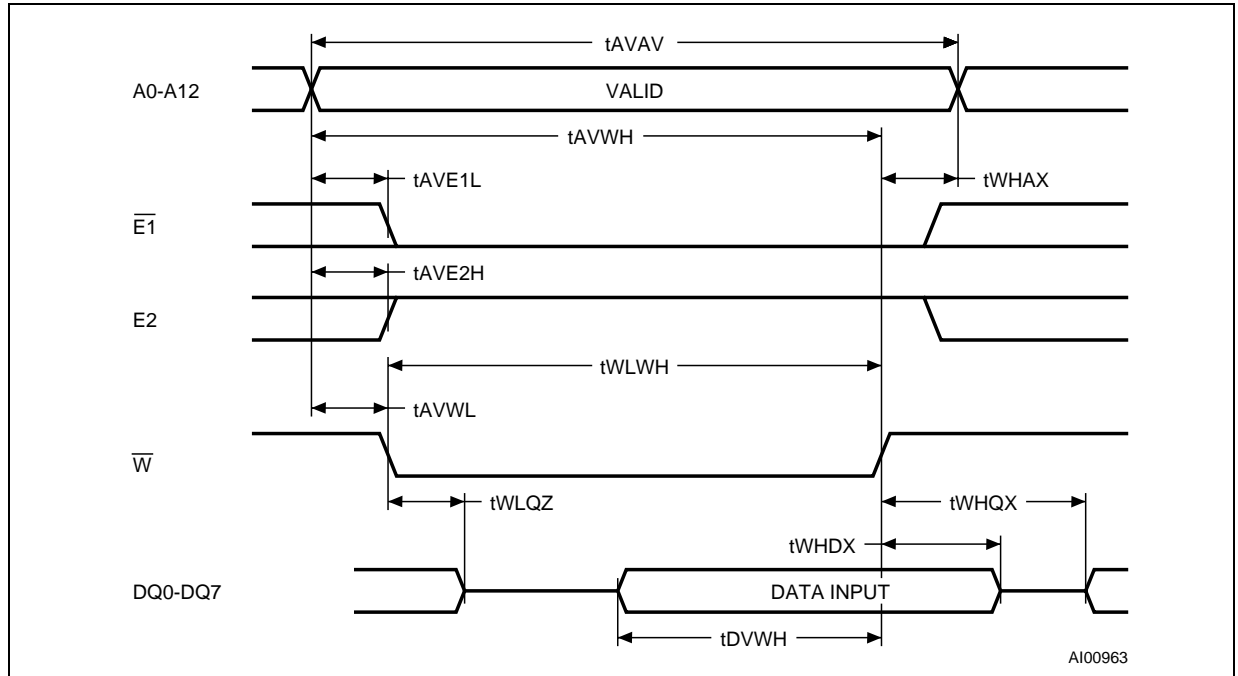 tAVAV
A0-A12
VALID
tAVWH
tAVE1L
tWHAX
E1
tAVE2H
E2
tWLWH
tAVWL
W
tWLQZ
tWHQX
tWHDX
DQ0-DQ7
DATA INPUT
tDVWH
AI00963